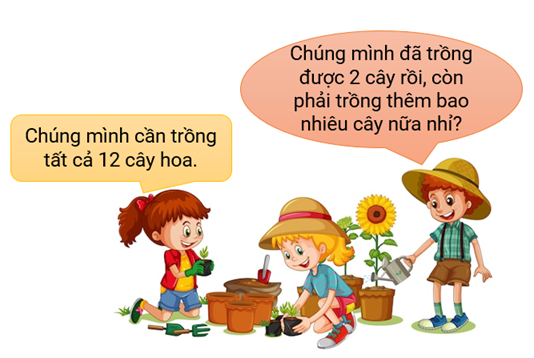 Chúng mình cần trồng
tất cả 12 cây hoa.
Chúng mình đã trồng
được 2 cây rồi, còn
phải trồng thêm bao
nhiêu cây nữa nhỉ?